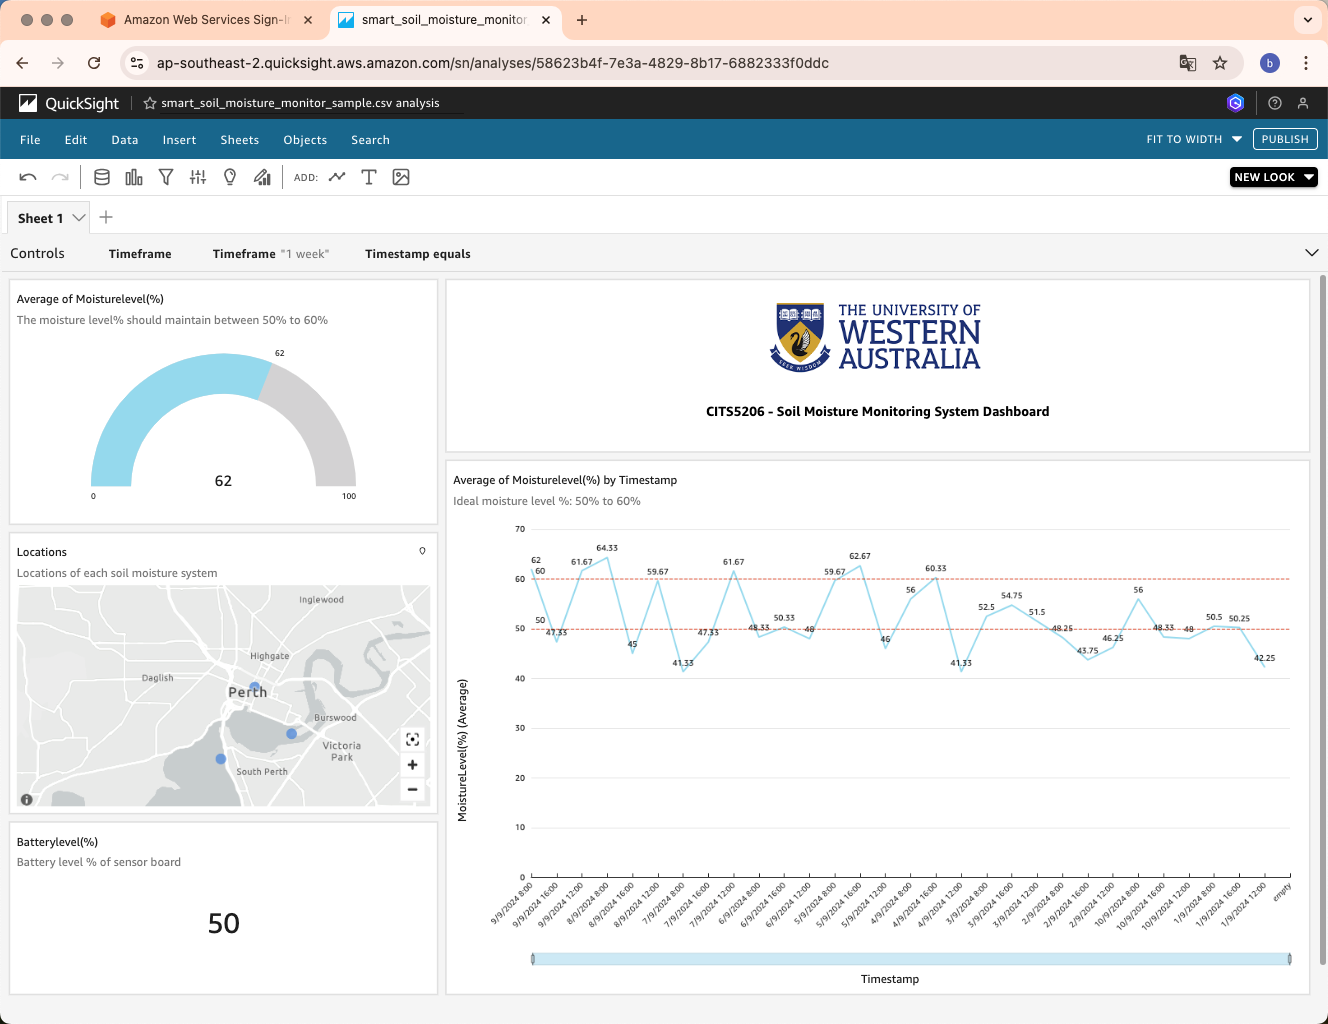 Amazon Web Services Sign-In
smart_soil_moisture_monitor
ap-southeast-2.quicksight.aws.amazon.com/sn/analyses/58623b4f-7e3a-4829-8b17-6882333f0ddc
b
QuickSight
smart_soil_moisture_monitor_sample.csv analysis
File Edit Data Insert Sheets Objects Search
FIT TO WIDTH
PUBLISH
ADD:
NEW LOOK
Sheet 1
Controls
Timeframe
Timeframe "1 week"
Timestamp equals
Average of Moisturelevel(%)
The moisture level% should maintain between 50% to 60%
62
62
0
100
THE UNIVERSITY OF
WESTERN
AUSTRALIA
SEEK WISDOM
CITS5206 - Soil Moisture Monitoring System Dashboard
Locations
Locations of each soil moisture system
Inglewood
Highgate
Daglish
Perth
Burswood
Victoria
Park
South Perth
Batterylevel(%)
Battery level % of sensor board
50
Average of Moisturelevel(%) by Timestamp
Ideal moisture level %: 50% to 60%
MoistureLevel(%) (Average)
70
60
50
40
30
20
10
0
60
50
62
47.33
61.67
64.33
45
59.67
41.33
47.33
61.67
48.33
50.33
48
59.67
62.67
46
56
60.33
41.33
52.5
54.75
51.5
48.25
43.75
46.25
56
48.33
48
50.5
50.25
42.25
9/9/2024 8:00
9/9/2024 16:00
9/9/2024 12:00
8/9/2024 8:00
8/9/2024 16:00
8/9/2024 12:00
7/9/2024 8:00
7/9/2024 16:00
7/9/2024 12:00
6/9/2024 8:00
6/9/2024 16:00
6/9/2024 12:00
5/9/2024 8:00
5/9/2024 16:00
5/9/2024 12:00
4/9/2024 8:00
4/9/2024 16:00
4/9/2024 12:00
3/9/2024 8:00
3/9/2024 16:00
3/9/2024 12:00
2/9/2024 8:00
2/9/2024 16:00
2/9/2024 12:00
10/9/2024 8:00
10/9/2024 16:00
10/9/2024 12:00
1/9/2024 8:00
1/9/2024 16:00
1/9/2024 12:00
empty
Timestamp